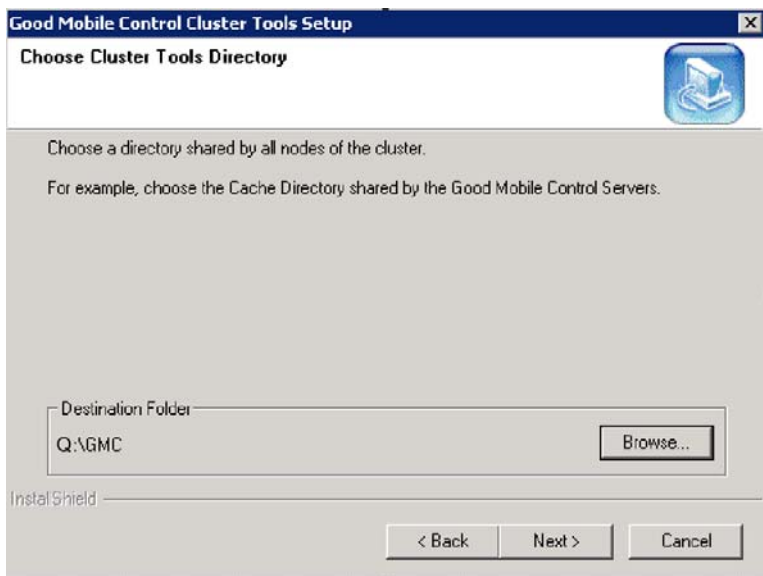 Good Mobile Control Cluster Tools Setup
Choose Cluster Tools Directory
Choose a directory shared by all nodes of the cluster.
For example, choose the Cache Directory shared by the Good Mobile Control Servers.
Destination Folder
Q:\GMC
Browse...
InstallShield
< Back
Next >
Cancel